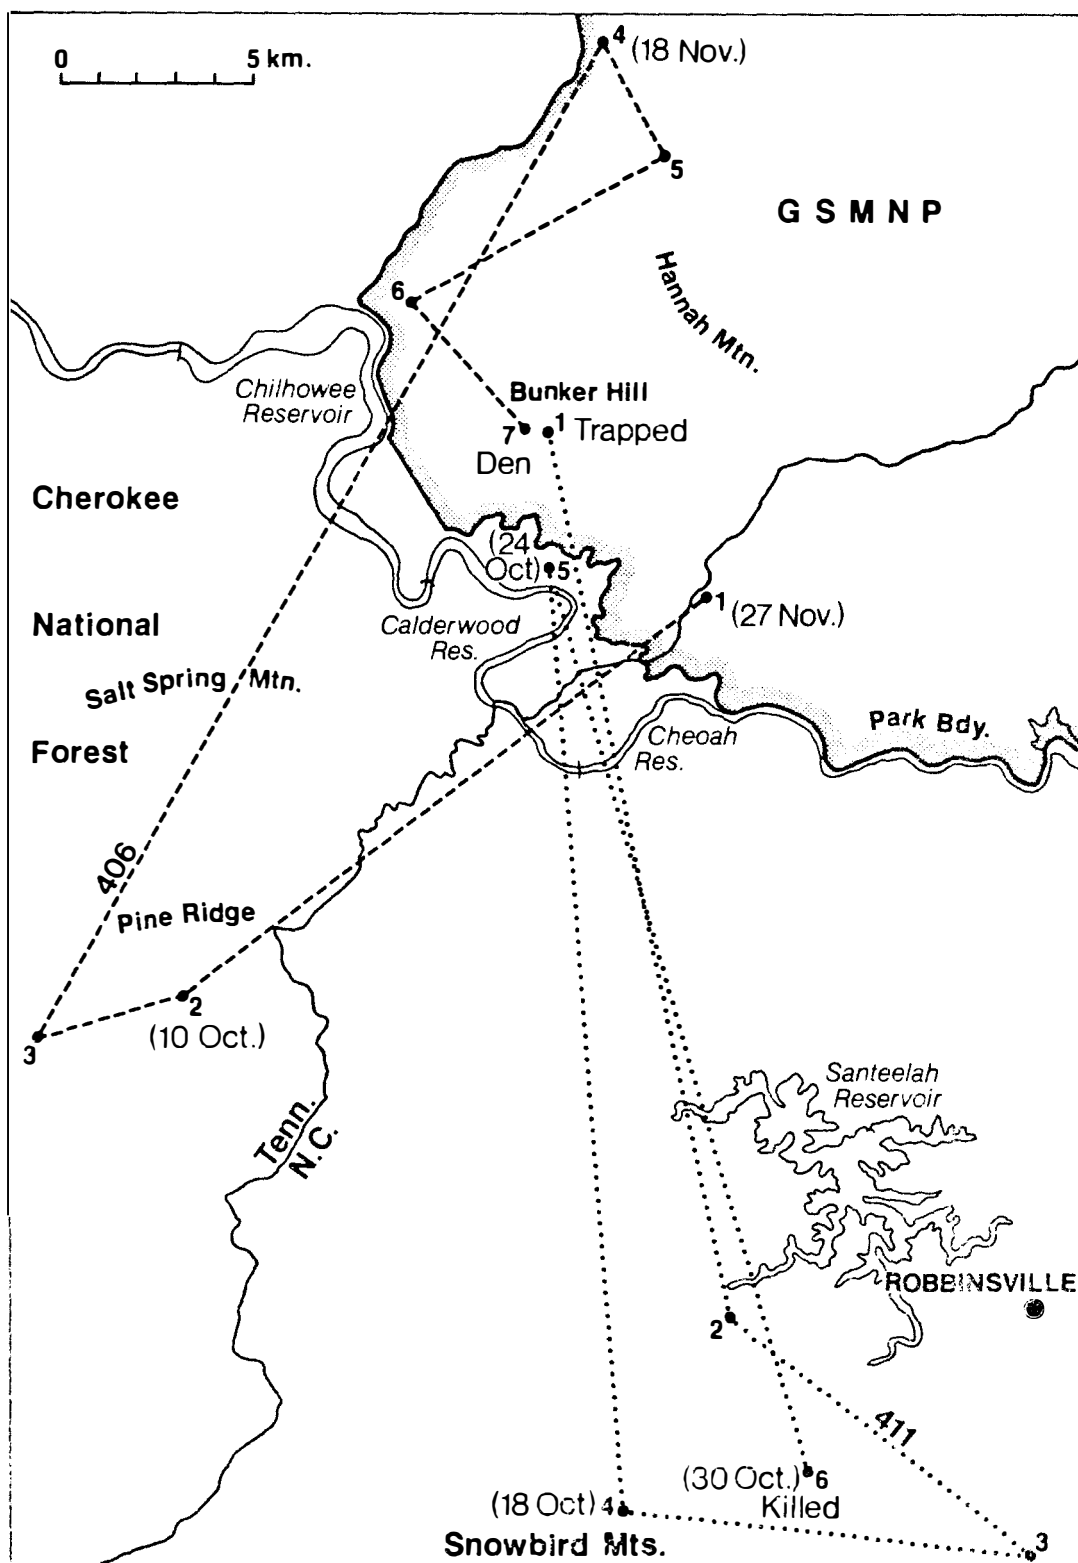 0 5 km.
4 (18 Nov.)
5
G S M N P
Hannah Mtn.
6
Chilhowee
Reservoir
Bunker Hill
7 1 Trapped
Den
Cherokee
(24
Oct) 5
1
(27 Nov.)
National
Calderwood
Res.
Salt Spring Mtn.
Park Bdy.
Forest
Cheoah
Res.
406
Pine Ridge
2
(10 Oct.)
3
Santeelah
Reservoir
Tenn.
N.C.
ROBBINSVILLE
2
411
(30 Oct.) 6
Killed
(18 Oct) 4
Snowbird Mts.
3